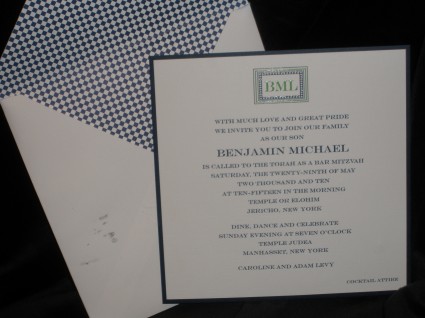 BML
WITH MUCH LOVE AND GREAT PRIDE
WE INVITE YOU TO JOIN OUR FAMILY
AS OUR SON
BENJAMIN MICHAEL
IS CALLED TO THE TORAH AS A BAR MITZVAH
SATURDAY, THE TWENTY-NINTH OF MAY
TWO THOUSAND AND TEN
AT TEN-FIFTEEN IN THE MORNING
TEMPLE OR ELOHIM
JERICHO, NEW YORK
DINE, DANCE AND CELEBRATE
SUNDAY EVENING AT SEVEN O'CLOCK
TEMPLE JUDEA
MANHASSET, NEW YORK
CAROLINE AND ADAM LEVY
COCKTAIL ATTIRE